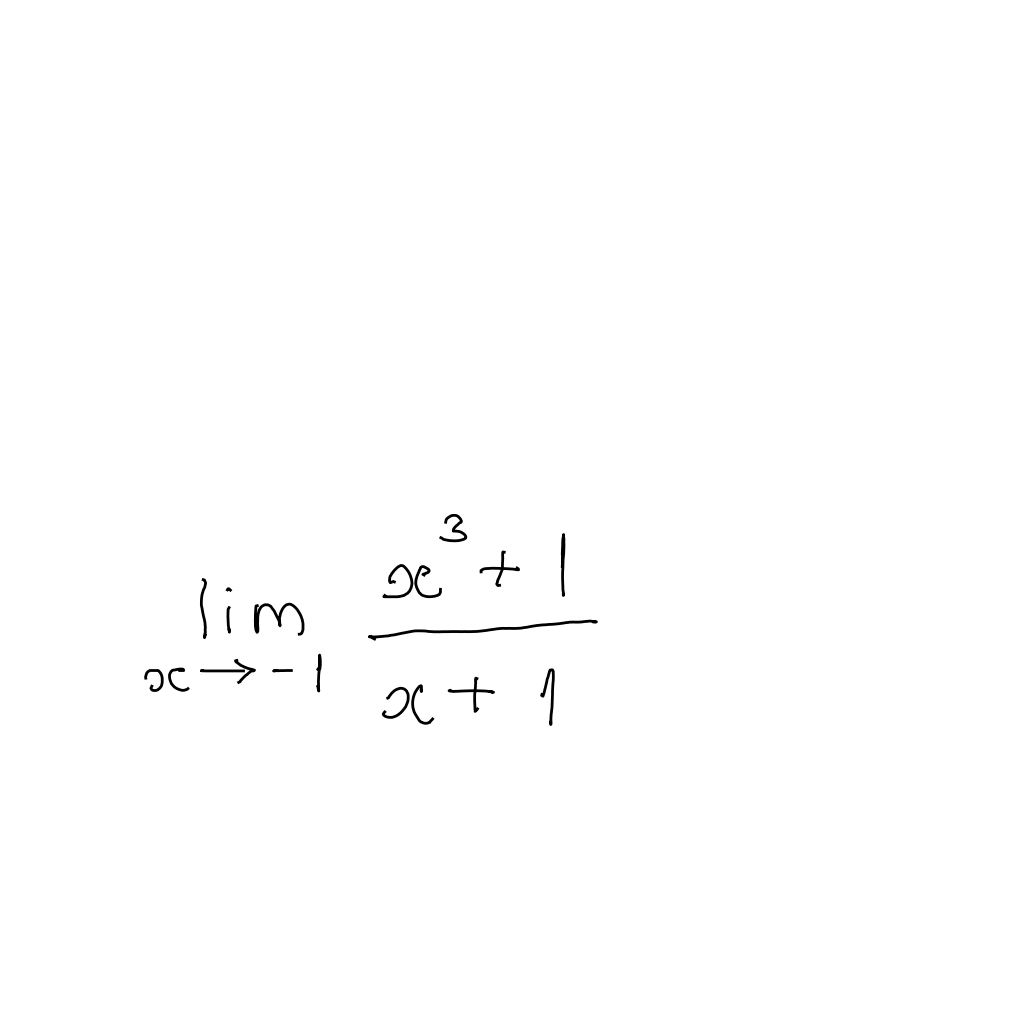 lim x³ + 1
x → -1 x + 1